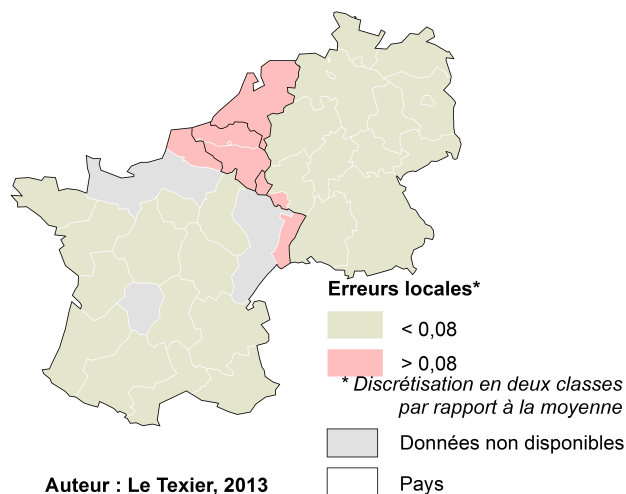 Erreurs locales*
< 0,08
> 0,08
* Discrétisation en deux classes
par rapport à la moyenne
Données non disponibles
Pays
Auteur : Le Texier, 2013